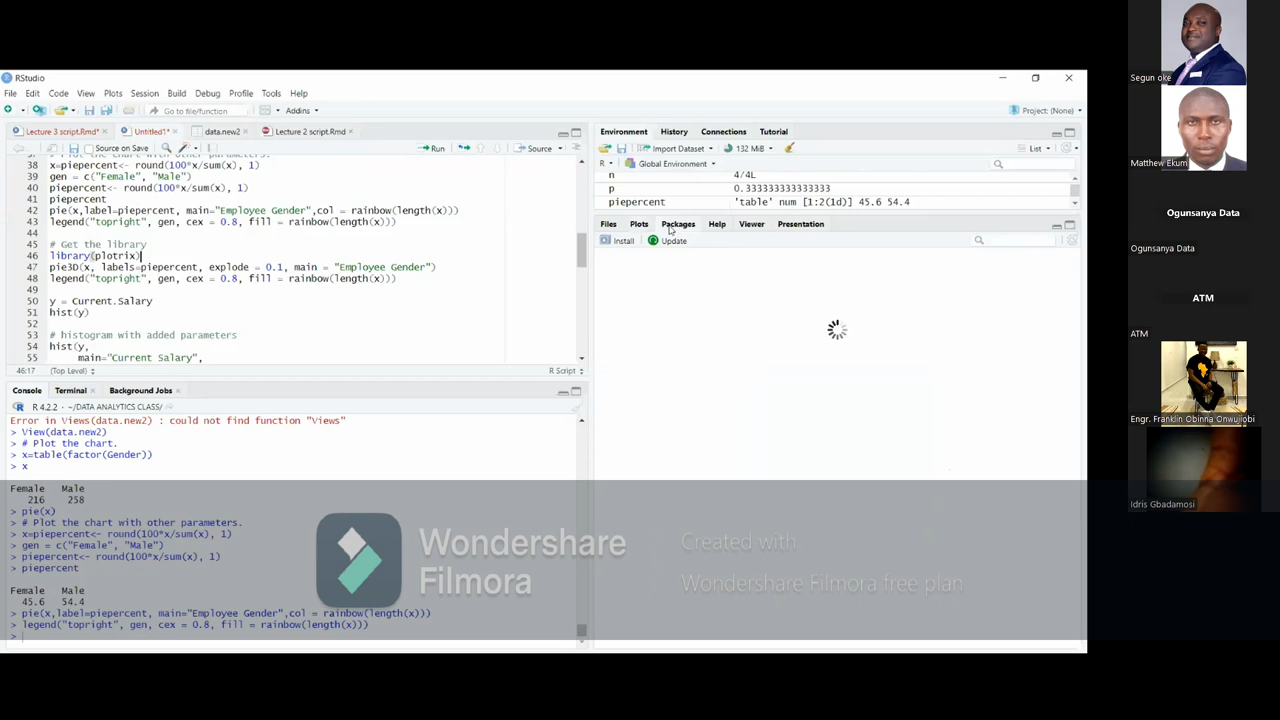 RStudio
File Edit Code View Plots Session Build Debug Profile Tools Help
Go to file/function Addins Project: (None)
Lecture 3 script.Rmd* Untitled1* data.new2 Lecture 2 script.Rmd
Source on Save Run Source
38 x=piepercent<- round(100*x/sum(x), 1)
39 gen = c("Female", "Male")
40 piepercent<- round(100*x/sum(x), 1)
41 piepercent
42 pie(x,label=piepercent, main="Employee Gender",col = rainbow(length(x)))
43 legend("topright", gen, cex = 0.8, fill = rainbow(length(x)))
44
45 # Get the library
46 library(plotrix)
47 pie3D(x, labels=piepercent, explode = 0.1, main = "Employee Gender")
48 legend("topright", gen, cex = 0.8, fill = rainbow(length(x)))
49
50 y = Current.Salary
51 hist(y)
52
53 # histogram with added parameters
54 hist(y,
55 main="Current Salary",
46:17 (Top Level) R Script
Console Terminal Background Jobs
R 4.2.2 · ~/DATA ANALYTICS CLASS/
Error in Views(data.new2) : could not find function "Views"
> View(data.new2)
> # Plot the chart.
> x=table(factor(Gender))
> x
Female Male
216 258
> pie(x)
> # Plot the chart with other parameters.
> x=piepercent<- round(100*x/sum(x), 1)
> gen = c("Female", "Male")
> piepercent<- round(100*x/sum(x), 1)
> piepercent
Female Male
45.6 54.4
> pie(x,label=piepercent, main="Employee Gender",col = rainbow(length(x)))
> legend("topright", gen, cex = 0.8, fill = rainbow(length(x)))
>
Environment History Connections Tutorial
Import Dataset 132 MiB List
R Global Environment
n 4/4L
p 0.333333333333333
piepercent 'table' num [1:2(1d)] 45.6 54.4
Files Plots Packages Help Viewer Presentation
Install Update
Wondershare
Filmora
Created with
Wondershare Filmora free plan
Segun oke
Matthew Ekum
Ogunsanya Data
Ogunsanya Data
ATM
ATM
Engr. Franklin Obinna Onwujiobi
Idris Gbadamosi